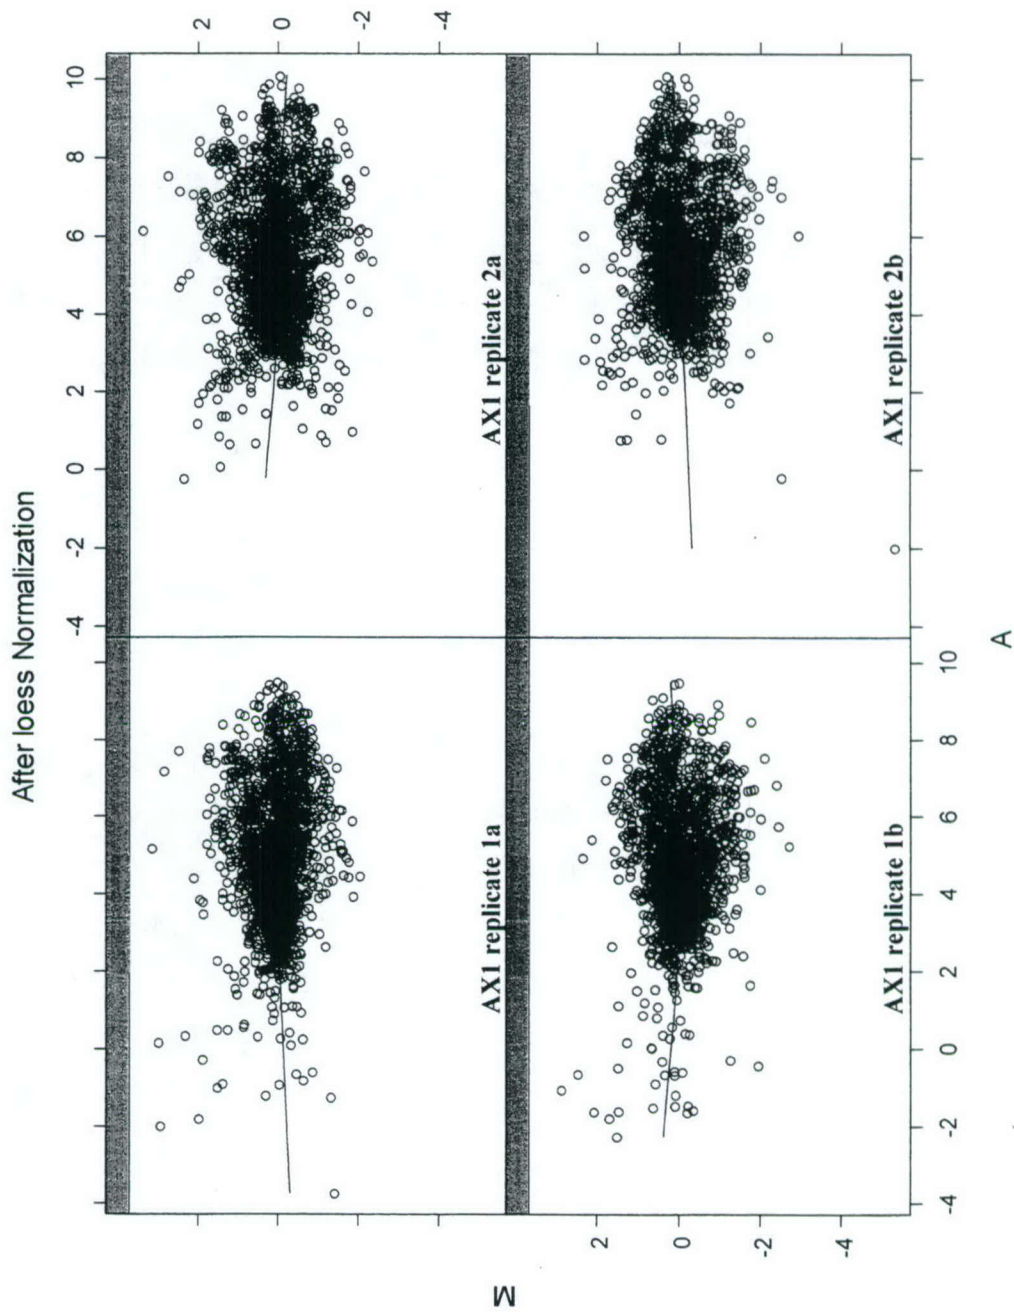 After loess Normalization
-4 -2 0 2 4 6 8 10
2
0
-2
-4
AX1 replicate 1a
AX1 replicate 2a
M
2
0
-2
-4
AX1 replicate 1b
AX1 replicate 2b
-4 -2 0 2 4 6 8 10
A